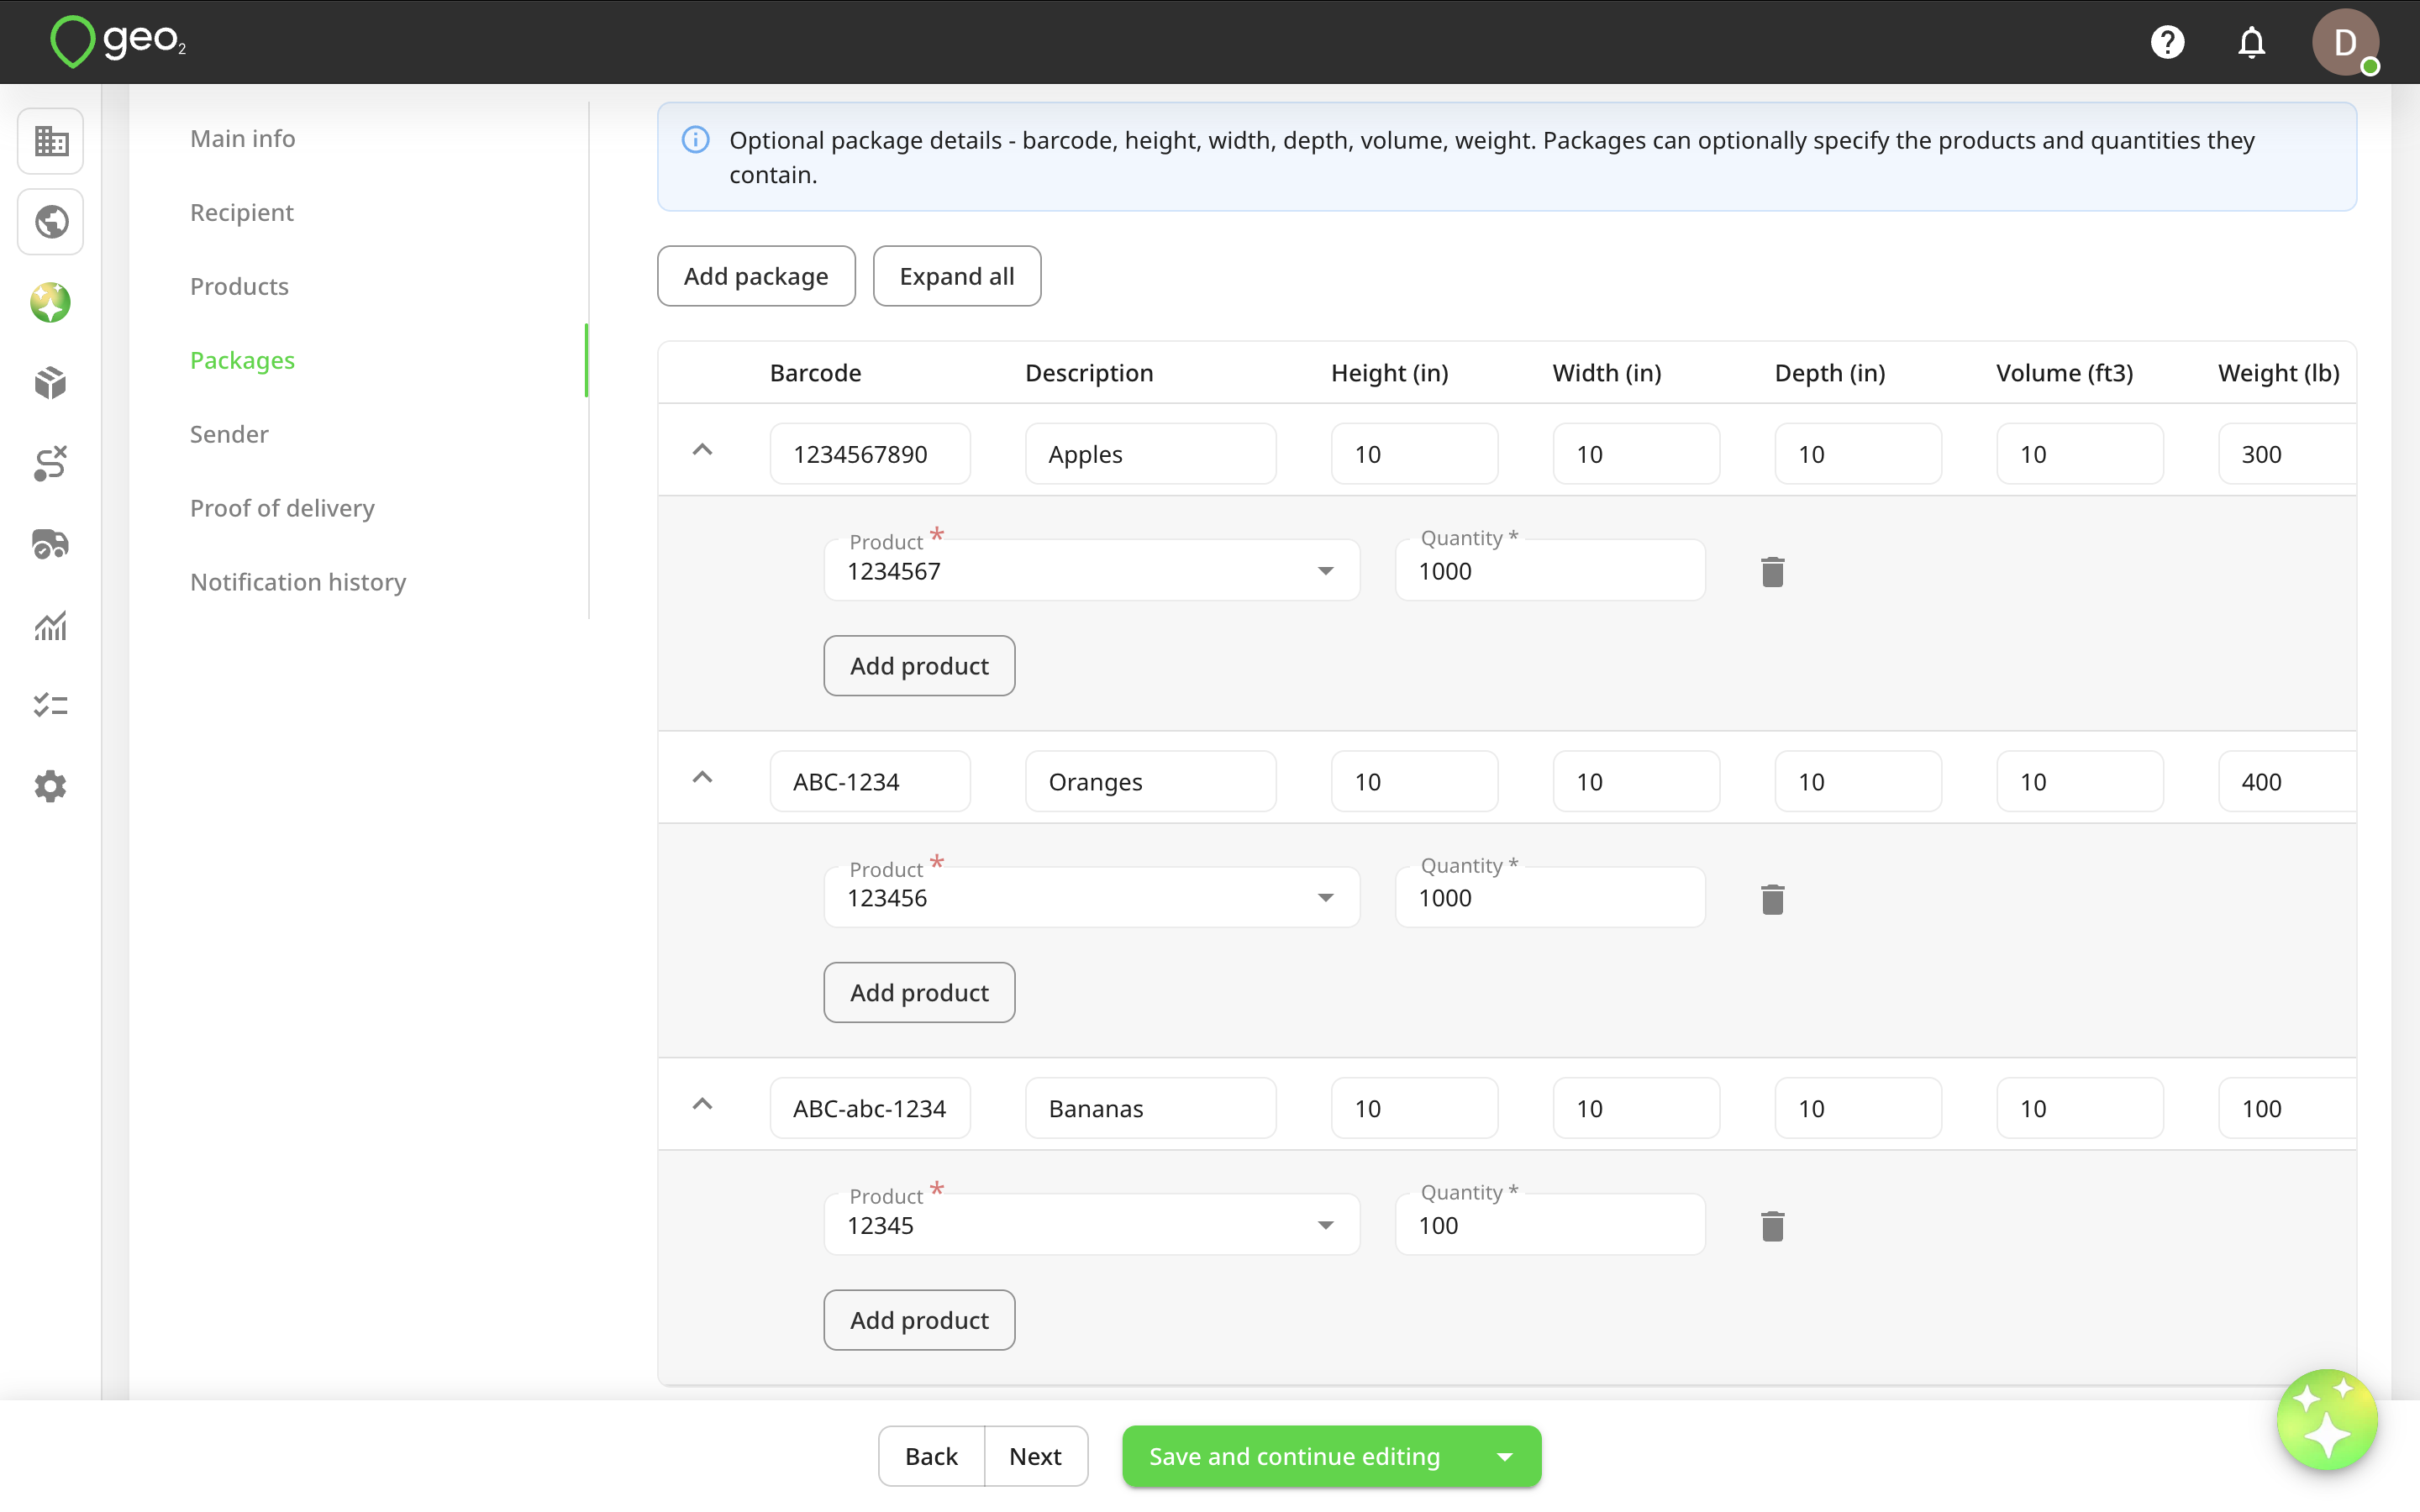 geo2
D
Main info
Recipient
Products
Packages
Sender
Proof of delivery
Notification history
Optional package details - barcode, height, width, depth, volume, weight. Packages can optionally specify the products and quantities they
contain.
Add package Expand all
Barcode Description Height (in) Width (in) Depth (in) Volume (ft3) Weight (lb)
1234567890 Apples 10 10 10 10 300
Product * Quantity *
1234567 1000
Add product
ABC-1234 Oranges 10 10 10 10 400
Product * Quantity *
123456 1000
Add product
ABC-abc-1234 Bananas 10 10 10 10 100
Product * Quantity *
12345 100
Add product
Back Next Save and continue editing